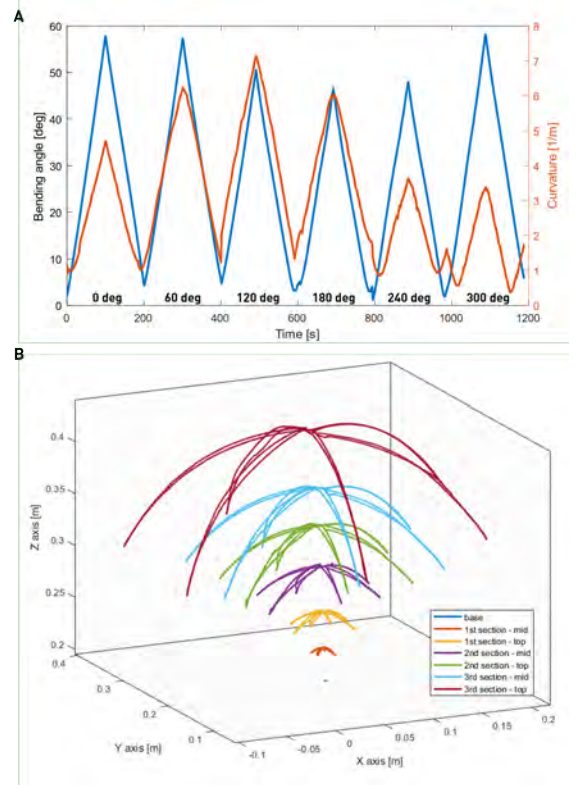 A
60
50
40
30
20
10
0
Bending angle [deg]
8
7
6
5
4
3
2
1
0
Curvature [1/m]
0 deg 60 deg 120 deg 180 deg 240 deg 300 deg
0 200 400 600 800 1000 1200
Time [s]
B
0.4
0.35
0.3
0.25
0.2
Z axis [m]
0.4
0.3
0.2
0.1
Y axis [m]
-0.1 -0.05 0 0.05 0.1 0.15 0.2
X axis [m]
base
1st section - mid
1st section - top
2nd section - mid
2nd section - top
3rd section - mid
3rd section - top